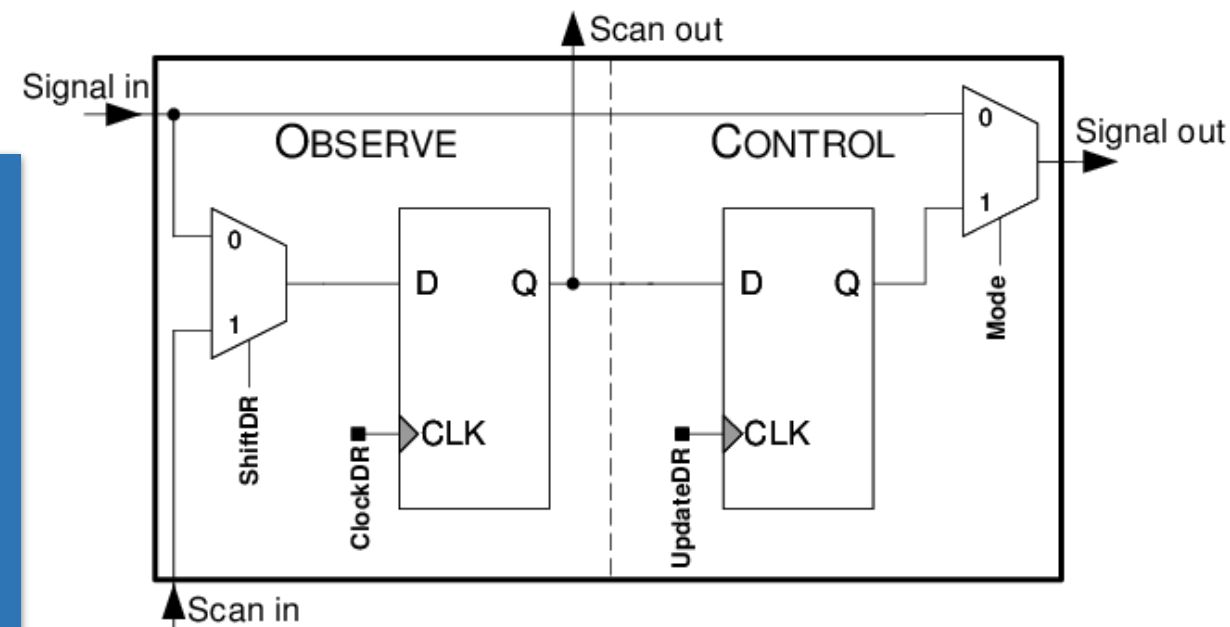 Scan out
Signal in
OBSERVE
CONTROL
0
Signal out
1
Mode
0
D
Q
D
Q
1
ShiftDR
ClockDR
CLK
UpdateDR
CLK
Scan in